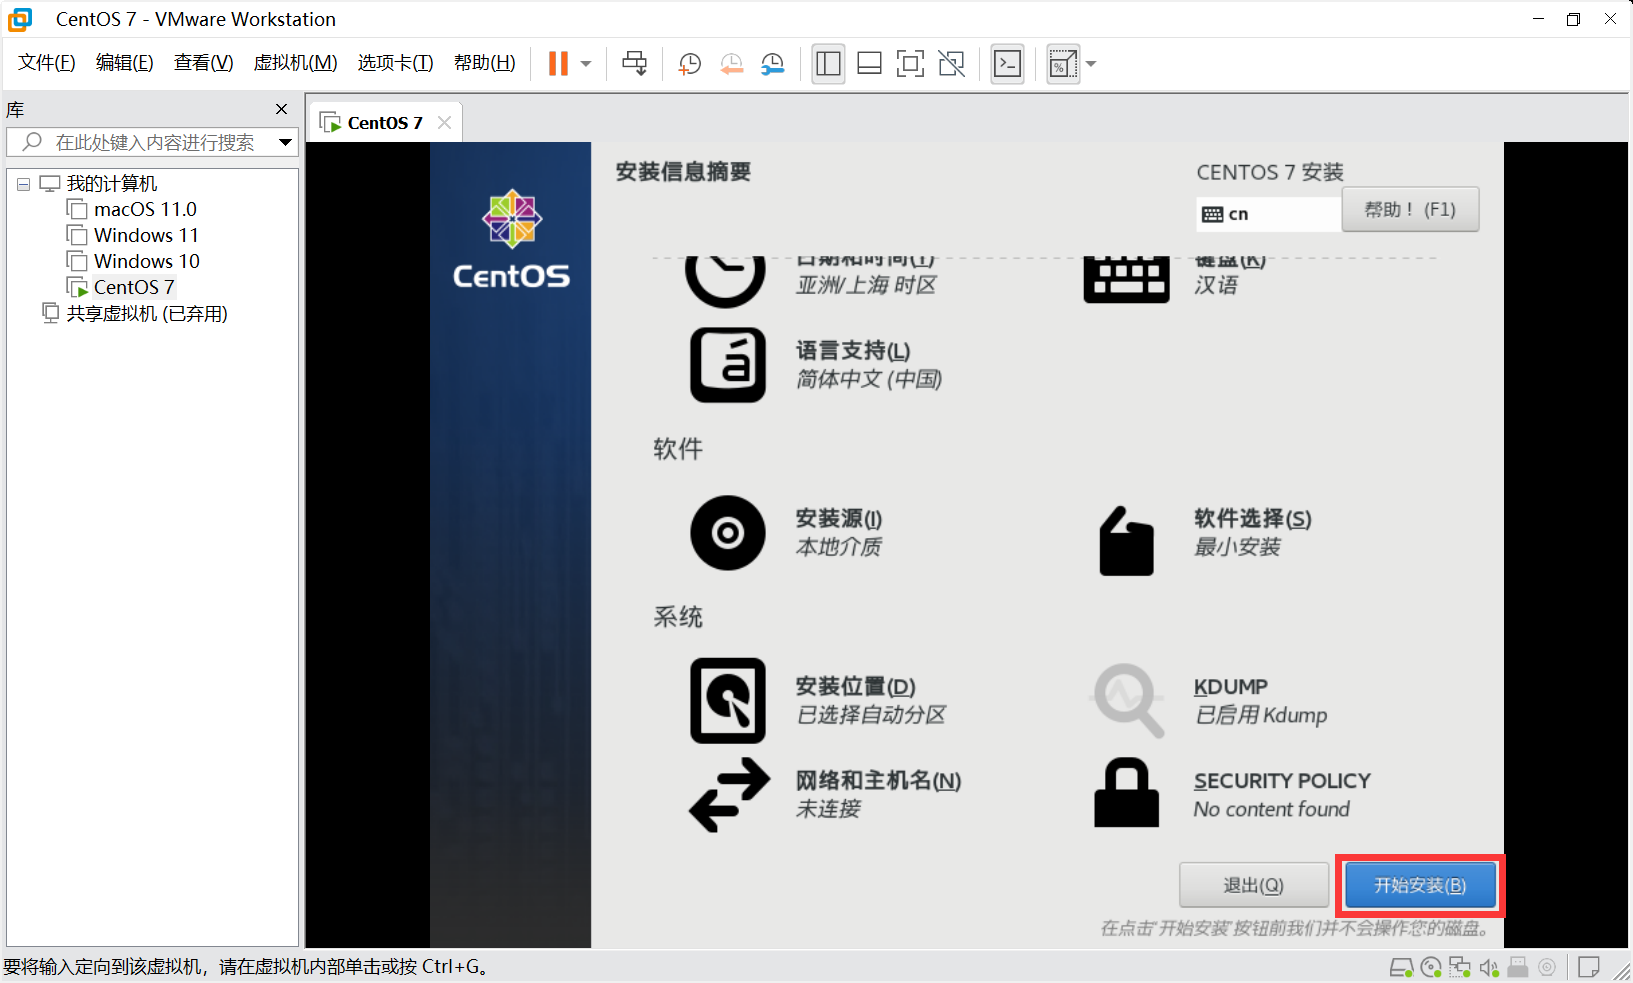 CentOS 7 - VMware Workstation
文件(F) 编辑(E) 查看(V) 虚拟机(M) 选项卡(T) 帮助(H)
库
在此处键入内容进行搜索
我的计算机
macOS 11.0
Windows 11
Windows 10
CentOS 7
共享虚拟机 (已弃用)
CentOS 7
CentOS
安装信息摘要
CENTOS 7 安装
cn
帮助！ (F1)
日期和时间(T)
亚洲/上海 时区
键盘(K)
汉语
语言支持(L)
简体中文 (中国)
软件
安装源(I)
本地介质
软件选择(S)
最小安装
系统
安装位置(D)
已选择自动分区
KDUMP
已启用 Kdump
网络和主机名(N)
未连接
SECURITY POLICY
No content found
退出(Q)
开始安装(B)
在点击“开始安装”按钮前我们并不会操作您的磁盘。
要将输入定向到该虚拟机，请在虚拟机内部单击或按 Ctrl+G。